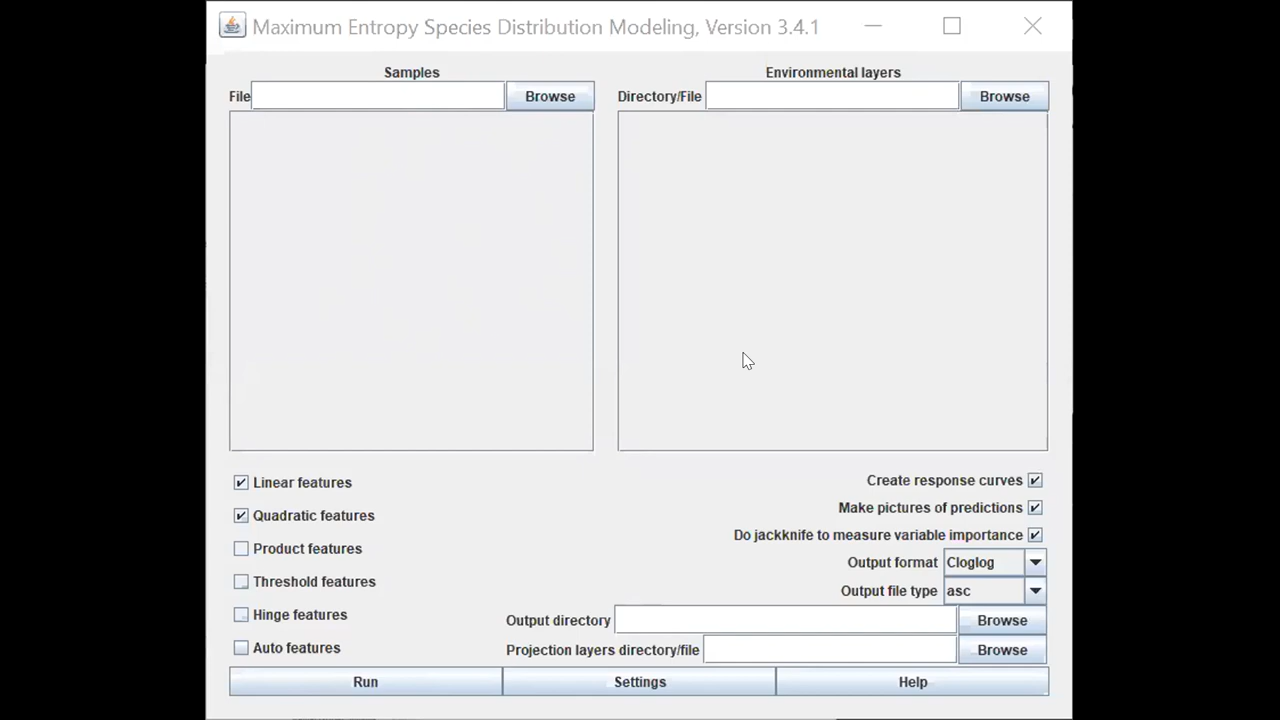 Maximum Entropy Species Distribution Modeling, Version 3.4.1
Samples
File
Browse
Environmental layers
Directory/File
Browse
Linear features
Quadratic features
Product features
Threshold features
Hinge features
Auto features
Create response curves
Make pictures of predictions
Do jackknife to measure variable importance
Output format Cloglog
Output file type asc
Output directory Browse
Projection layers directory/file Browse
Run Settings Help